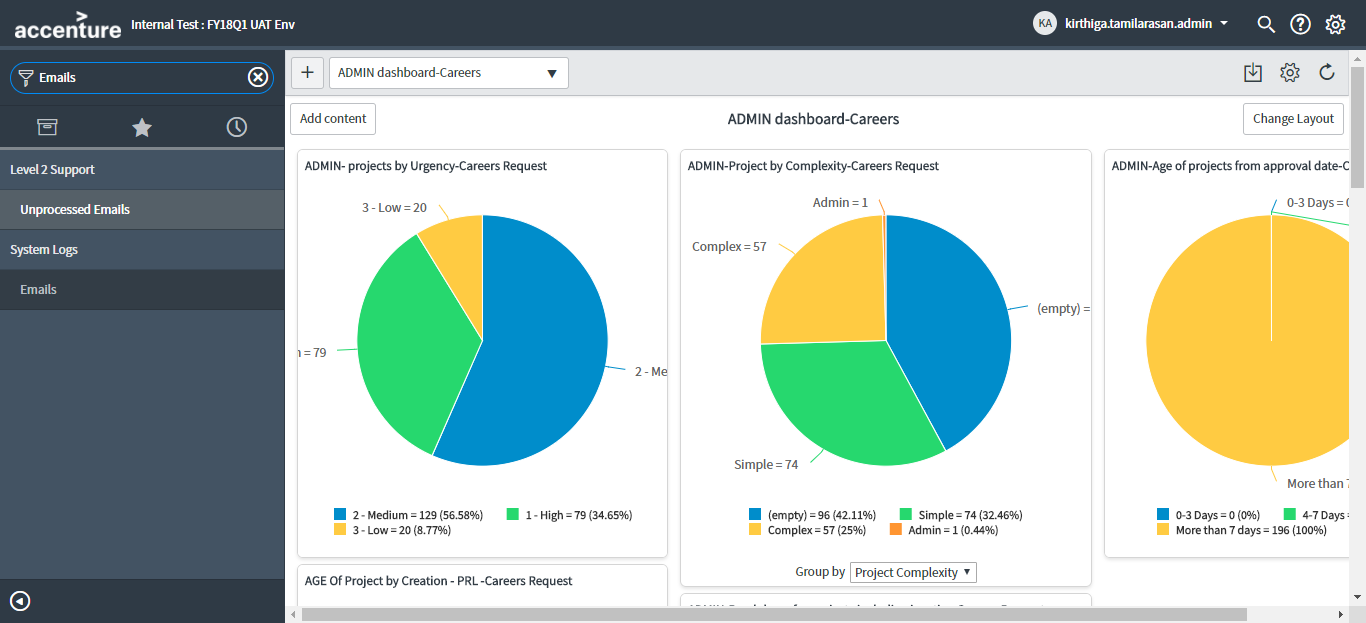 accenture
Internal Test : FY18Q1 UAT Env
KA
kirthiga.tamilarasan.admin
Emails
Level 2 Support
Unprocessed Emails
System Logs
Emails
ADMIN dashboard-Careers
Add content
ADMIN dashboard-Careers
Change Layout
ADMIN- projects by Urgency-Careers Request
3 - Low = 20
= 79
2 - Me
2 - Medium = 129 (56.58%)
1 - High = 79 (34.65%)
3 - Low = 20 (8.77%)
ADMIN-Project by Complexity-Careers Request
Admin = 1
Complex = 57
(empty) =
Simple = 74
(empty) = 96 (42.11%)
Simple = 74 (32.46%)
Complex = 57 (25%)
Admin = 1 (0.44%)
Group by
Project Complexity
ADMIN-Age of projects from approval date-C
0-3 Days =
More than
0-3 Days = 0 (0%)
4-7 Days
More than 7 days = 196 (100%)
AGE Of Project by Creation - PRL -Careers Request